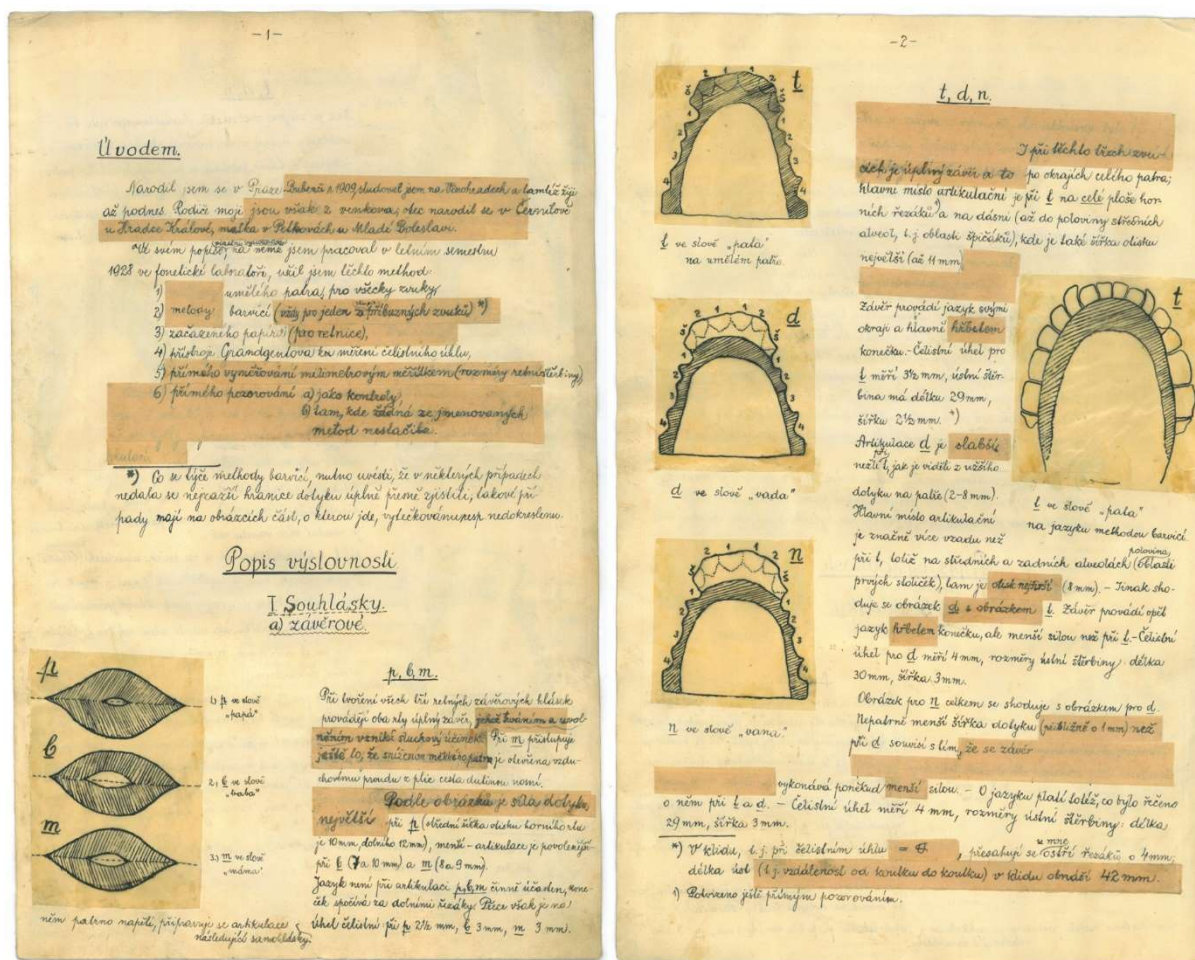 -1-
Úvodem.
Narodil jsem se v Praze Bubenči r. 1909, studoval jsem na Vinohradech a tamtéž žiji
až podnes. Rodiče moji jsou však z venkova; otec narodil se v Černilově
u Hradce Králové, matka v Pětikovách u Mladé Boleslavi.
Ve svém popise, na němž jsem pracoval v letním semestru
1928 ve fonetické laboratoři, užil jsem těchto method:
1) umělého patra, pro všecky zvuky,
2) metody barvicí (vždy pro jeden z příbuzných zvuků) *)
3) začazeného papíru (pro retnice),
4) přístroje Grandgentova ku měření čelistního úhlu,
5) přímého vyměřování milimetrovým měřítkem (rozměry retní štěrbiny),
6) přímého pozorování a) jako kontroly,
b) tam, kde žádná ze jmenovaných
metod nestačila.
*) Co se týče methody barvicí, nutno uvésti, že v některých případech
nedala se nejzazší hranice dotyku úplně přesně zjistiti; takové pří
pady mají na obrázcích část, o kterou jde, vytečkovánu resp. nedokreslenu.
Popis výslovnosti
I Souhlásky.
a) závěrové.
p
b
m
1.) p ve slově
"papá"
2.) b ve slově
"baba"
3.) m ve slově
"máma"
p, b, m.
Při tvoření všech tří retných závěrových hlásek
provádějí oba rty úplný závěr, jehož trváním a uvol-
něním vzniká sluchový účinek. Při m přistupuje
ještě to, že snížením měkkého patra je otevřena vzdu-
chovému proudu z plic cesta dutinou nosní.
Podle obrázků je síla dotyku
největší při p (střední šířka otisku horního rtu
je 10 mm, dolního 12 mm), menší - artikulace je povolenější -
při b (7 a 10 mm) a m (8 a 9 mm).
Jazyk není při artikulaci p, b, m činně účasten, kone-
ček spočívá za dolními řezáky. Přece však je na
něm patrno napětí, připravuje se artikulace
následující samohlásky.
Úhel čelistní při p 2½ mm, b 3 mm, m 3 mm.
-2-
t
t ve slově "pata"
na umělém patře.
d
d ve slově "vada"
n
n ve slově "vana".
t, d, n.
I při těchto třech zvu
cích je úplný závěr a to po okrajích celého patra;
hlavní místo artikulační je při t na celé ploše hor-
ních řezáků¹) a na dásni (až do poloviny středních
alveol, t.j. oblasti špičáků), kde je také šířka otisku
největší (až 11 mm).
Závěr provádí jazyk svými
okraji a hlavně hřbetem
konečku. - Čelistní úhel pro
t měří 3½ mm, ústní štěr-
bina má délku 29 mm,
šířku 2½ mm. *)
Artikulace d je slabší
než při t, jak je viděti z užšího
dotyku na patře (2-8 mm).
Hlavní místo artikulační
je značně více vzadu než
při t, totiž na středních a zadních alveolách (polovina oblasti
prvých stoliček), tam je otisk nejširší (8 mm). - Jinak sho-
duje se obrázek d s obrázkem t. Závěr provádí opět
jazyk hřbetem konečku, ale menší silou než při t. - Čelistní
úhel pro d měří 4 mm, rozměry ústní štěrbiny: délka
30 mm, šířka 3 mm.
t
t ve slově "pata"
na jazyku methodou barvicí
Obrázek pro n celkem se shoduje s obrázkem pro d.
Nepatrně menší šířka dotyku (přibližně o 1 mm) než
při d souvisí s tím, že se závěr
vykonává poněkud menší silou. - O jazyku platí totéž, co bylo řečeno
o něm při t a d. - Čelistní úhel měří 4 mm, rozměry ústní štěrbiny: délka
29 mm, šířka 3 mm.
*) V klidu, t.j. při čelistním úhlu = 0, přesahují se u mne ostří řezáků o 4 mm;
délka úst (t.j. vzdálenost od koutku do koutku) v klidu obnáší 42 mm.
¹) Potvrzeno ještě přímým pozorováním.